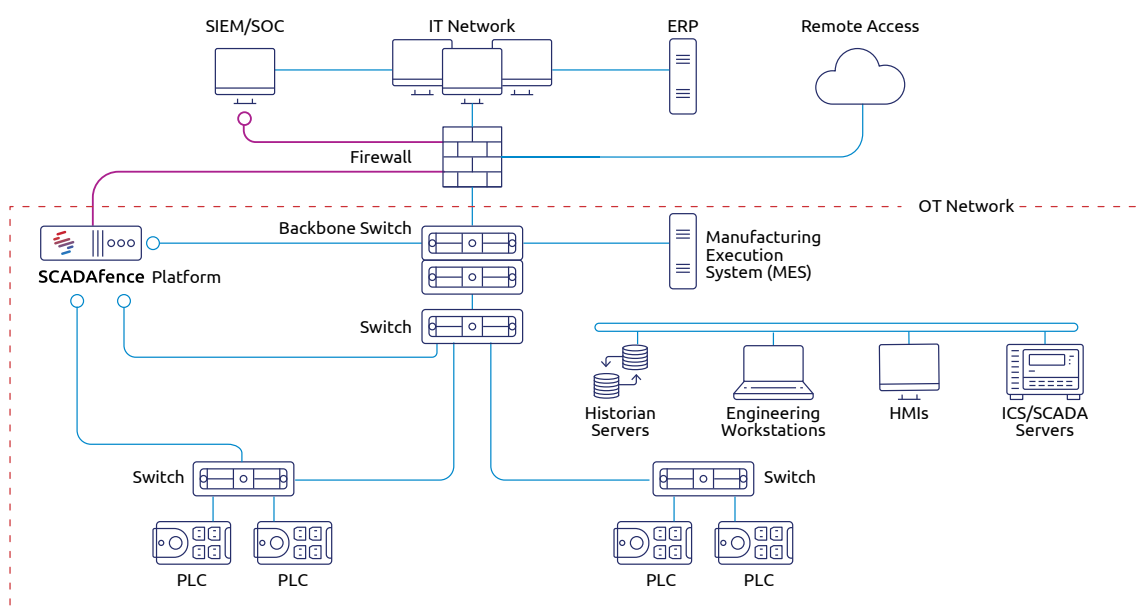 SIEM/SOC
IT Network
ERP
Remote Access
Firewall
OT Network
Backbone Switch
Manufacturing
Execution
System (MES)
SCADAfence Platform
Switch
Historian
Servers
Engineering
Workstations
HMIs
ICS/SCADA
Servers
Switch
Switch
PLC
PLC
PLC
PLC